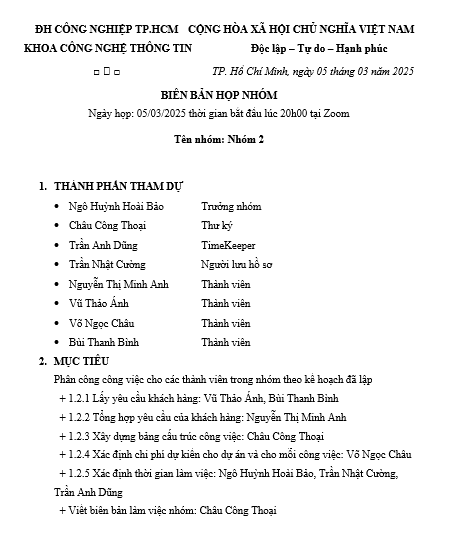 ĐH CÔNG NGHIỆP TP.HCM CỘNG HÒA XÃ HỘI CHỦ NGHĨA VIỆT NAM
KHOA CÔNG NGHỆ THÔNG TIN Độc lập – Tự do – Hạnh phúc
TP. Hồ Chí Minh, ngày 05 tháng 03 năm 2025
BIÊN BẢN HỌP NHÓM
Ngày họp: 05/03/2025 thời gian bắt đầu lúc 20h00 tại Zoom
Tên nhóm: Nhóm 2
1. THÀNH PHẦN THAM DỰ
• Ngô Huỳnh Hoài Bảo Trưởng nhóm
• Châu Công Thoại Thư ký
• Trần Anh Dũng TimeKeeper
• Trần Nhật Cường Người lưu hồ sơ
• Nguyễn Thị Minh Anh Thành viên
• Vũ Thảo Ánh Thành viên
• Võ Ngọc Châu Thành viên
• Bùi Thanh Bình Thành viên
2. MỤC TIÊU
Phân công công việc cho các thành viên trong nhóm theo kế hoạch đã lập
+ 1.2.1 Lấy yêu cầu khách hàng: Vũ Thảo Ánh, Bùi Thanh Bình
+ 1.2.2 Tổng hợp yêu cầu của khách hàng: Nguyễn Thị Minh Anh
+ 1.2.3 Xây dựng bảng cấu trúc công việc: Châu Công Thoại
+ 1.2.4 Xác định chi phí dự kiến cho dự án và cho mỗi công việc: Võ Ngọc Châu
+ 1.2.5 Xác định thời gian làm việc: Ngô Huỳnh Hoài Bảo, Trần Nhật Cường,
Trần Anh Dũng
+ Viết biên bản làm việc nhóm: Châu Công Thoại